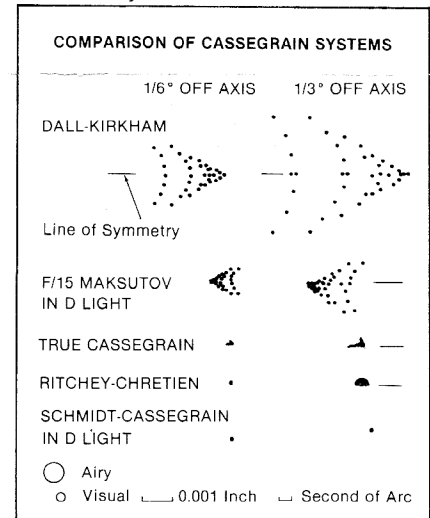 COMPARISON OF CASSEGRAIN SYSTEMS
1/6° OFF AXIS 1/3° OFF AXIS
DALL-KIRKHAM
Line of Symmetry
F/15 MAKSUTOV
IN D LIGHT
TRUE CASSEGRAIN
RITCHEY-CHRETIEN
SCHMIDT-CASSEGRAIN
IN D LIGHT
Airy
Visual 0.001 Inch Second of Arc